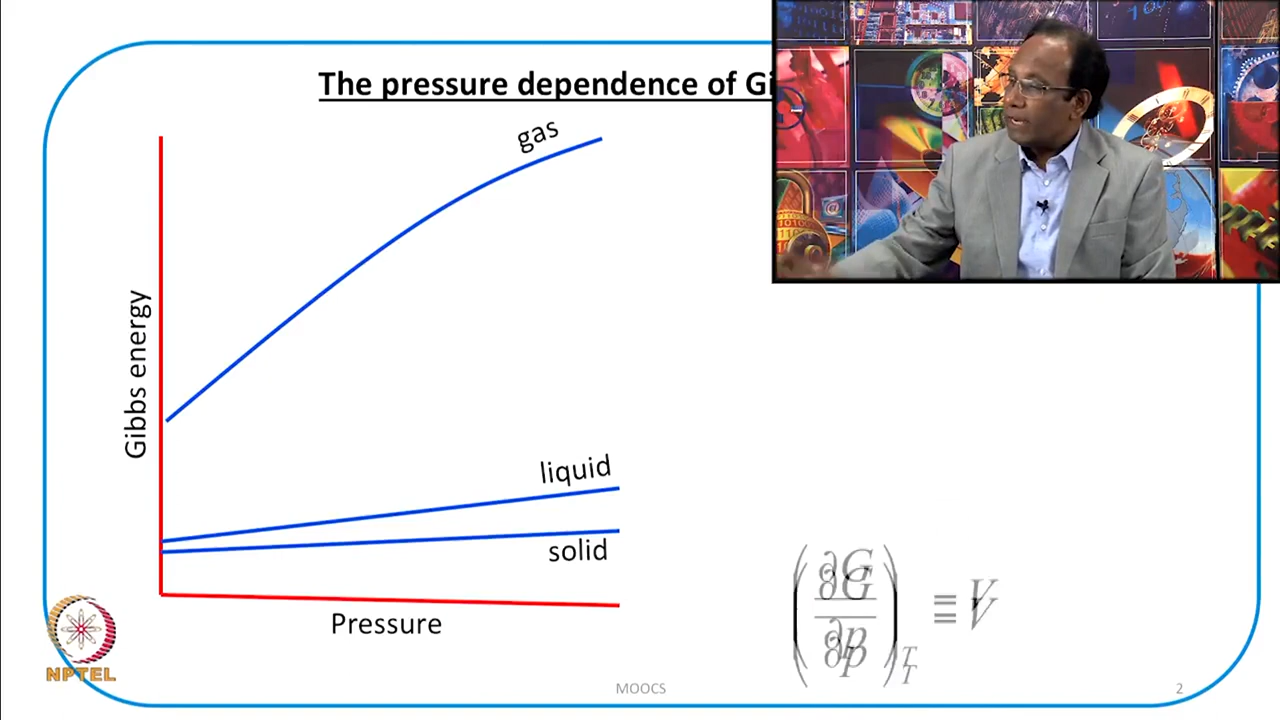 The pressure dependence of Gi
gas
Gibbs energy
liquid
solid
Pressure
(∂G/∂p)_T = V
NPTEL
MOOCS
2